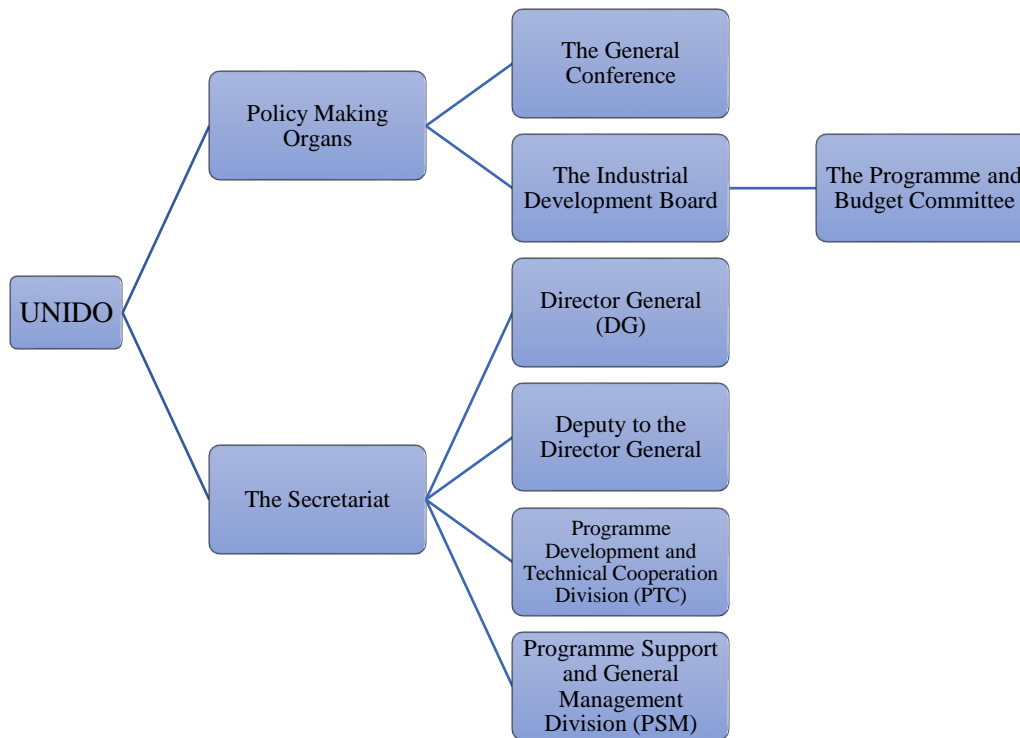 UNIDO
Policy Making
Organs
The General
Conference
The Industrial
Development Board
The Programme and
Budget Committee
The Secretariat
Director General
(DG)
Deputy to the
Director General
Programme
Development and
Technical Cooperation
Division (PTC)
Programme Support
and General
Management
Division (PSM)